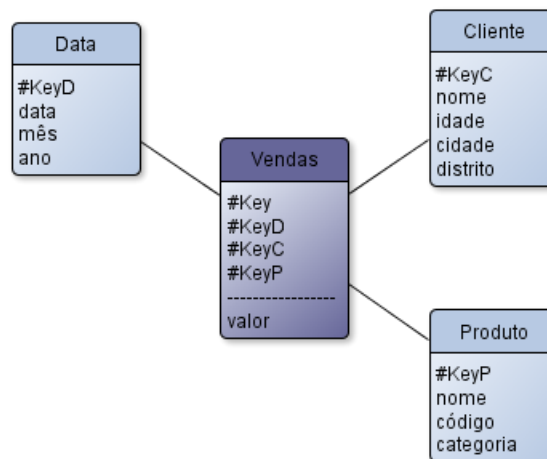 Data
#KeyD
data
mês
ano
Vendas
#Key
#KeyD
#KeyC
#KeyP
-----------------
valor
Cliente
#KeyC
nome
idade
cidade
distrito
Produto
#KeyP
nome
código
categoria